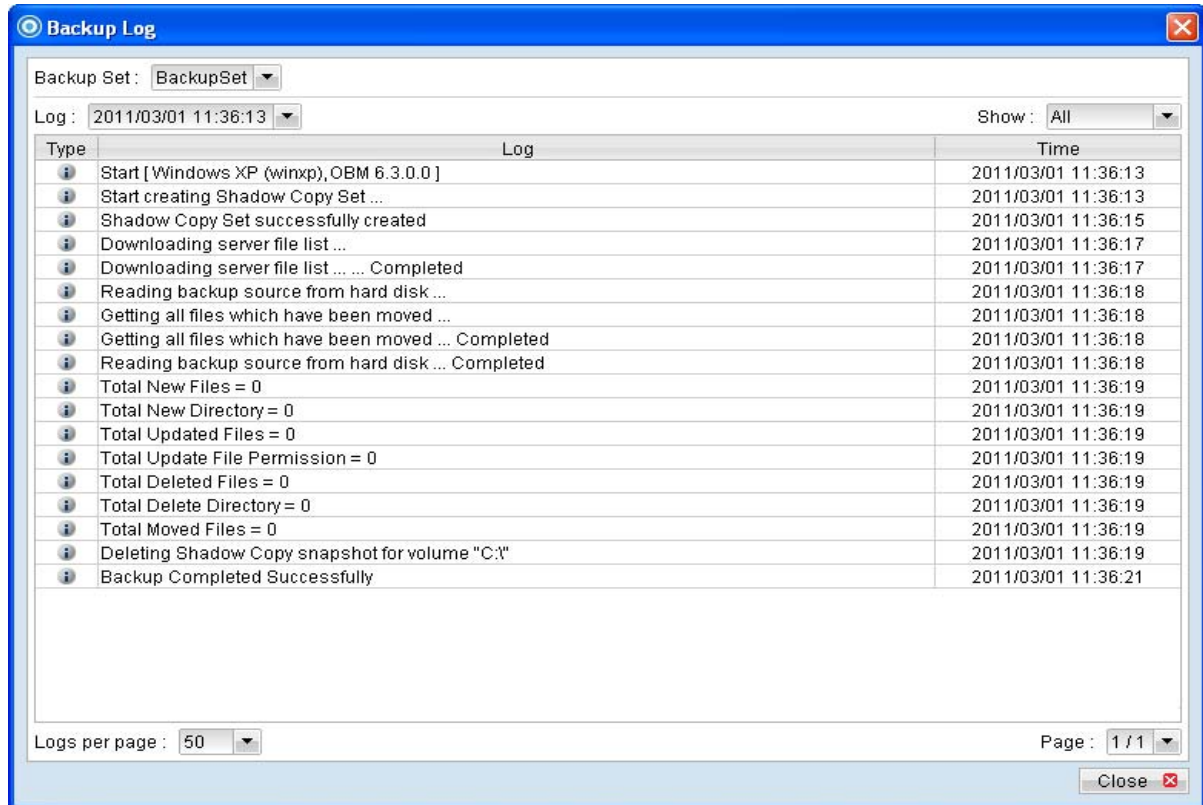 Backup Log
Backup Set : BackupSet
Log : 2011/03/01 11:36:13 Show : All
Type Log Time
Start [ Windows XP (winxp), OBM 6.3.0.0 ] 2011/03/01 11:36:13
Start creating Shadow Copy Set ... 2011/03/01 11:36:13
Shadow Copy Set successfully created 2011/03/01 11:36:15
Downloading server file list ... 2011/03/01 11:36:17
Downloading server file list ... ... Completed 2011/03/01 11:36:17
Reading backup source from hard disk ... 2011/03/01 11:36:18
Getting all files which have been moved ... 2011/03/01 11:36:18
Getting all files which have been moved ... Completed 2011/03/01 11:36:18
Reading backup source from hard disk ... Completed 2011/03/01 11:36:18
Total New Files = 0 2011/03/01 11:36:19
Total New Directory = 0 2011/03/01 11:36:19
Total Updated Files = 0 2011/03/01 11:36:19
Total Update File Permission = 0 2011/03/01 11:36:19
Total Deleted Files = 0 2011/03/01 11:36:19
Total Delete Directory = 0 2011/03/01 11:36:19
Total Moved Files = 0 2011/03/01 11:36:19
Deleting Shadow Copy snapshot for volume "C:\" 2011/03/01 11:36:19
Backup Completed Successfully 2011/03/01 11:36:21
Logs per page : 50 Page : 1 / 1
Close